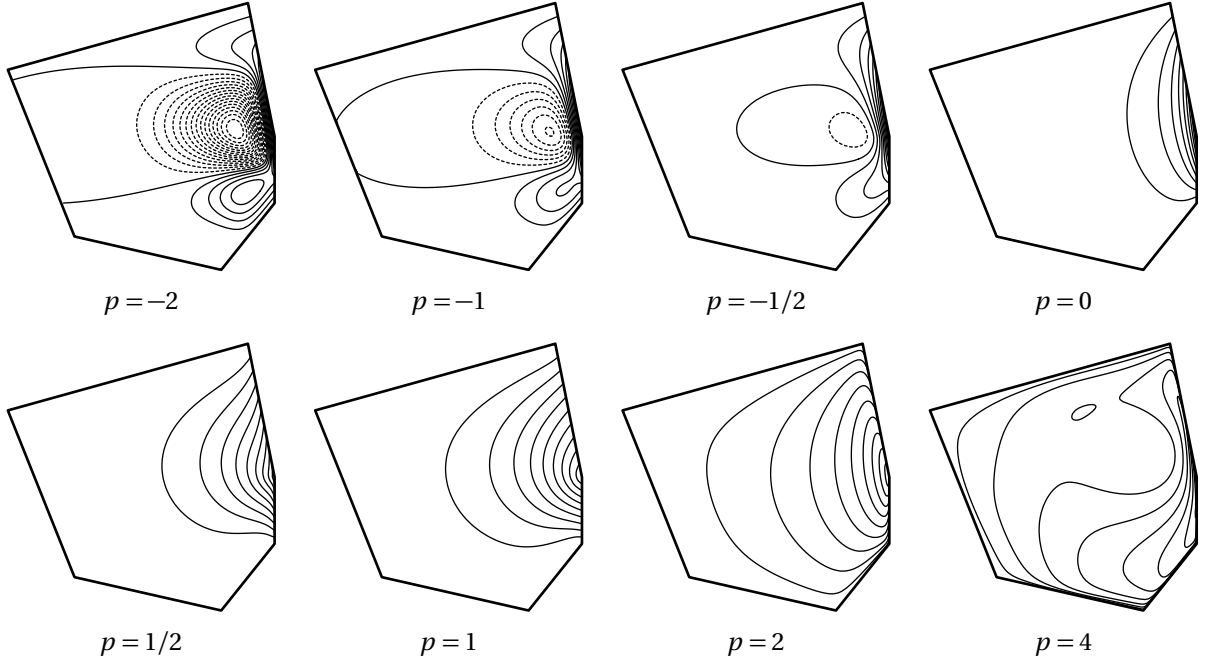 p = −2
p = −1
p = −1/2
p = 0
p = 1/2
p = 1
p = 2
p = 4